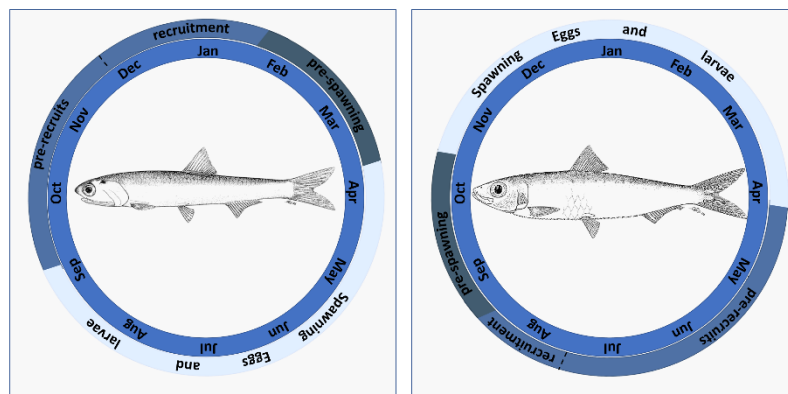 recruitment
pre-spawning
Spawning Eggs and larvae
pre-recruits
Jan
Feb
Mar
Apr
May
Jun
Jul
Aug
Sep
Oct
Nov
Dec
Spawning Eggs and larvae
pre-recruits
recruitment
pre-spawning
Jan
Feb
Mar
Apr
May
Jun
Jul
Aug
Sep
Oct
Nov
Dec